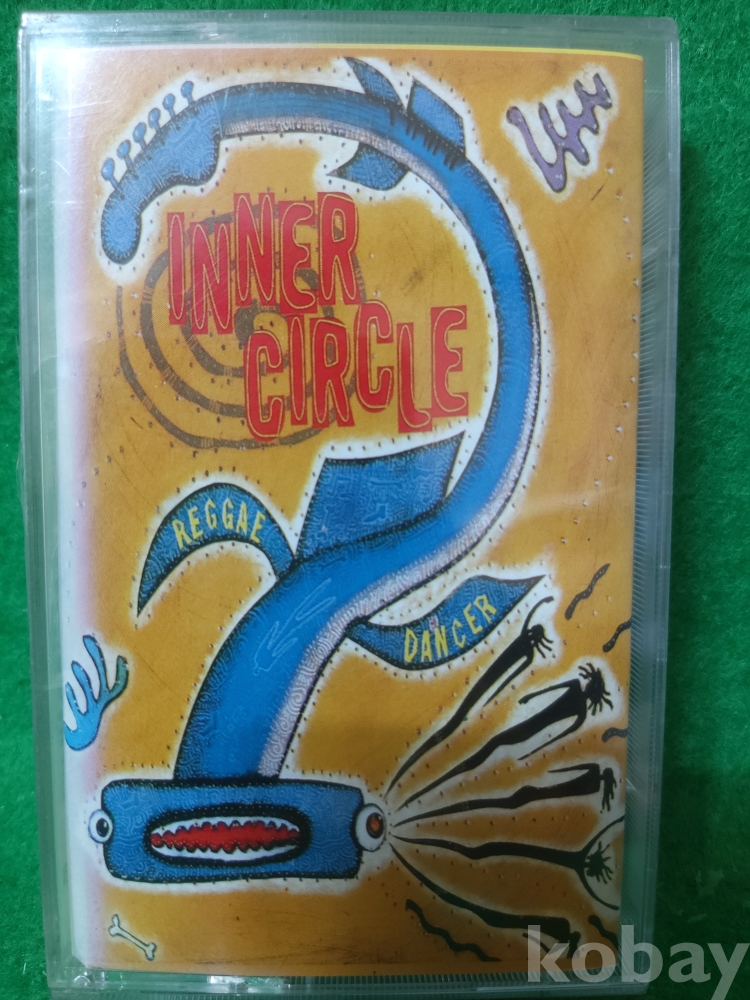 INNER
CIRCLE
REGGAE
DANCER
kobay